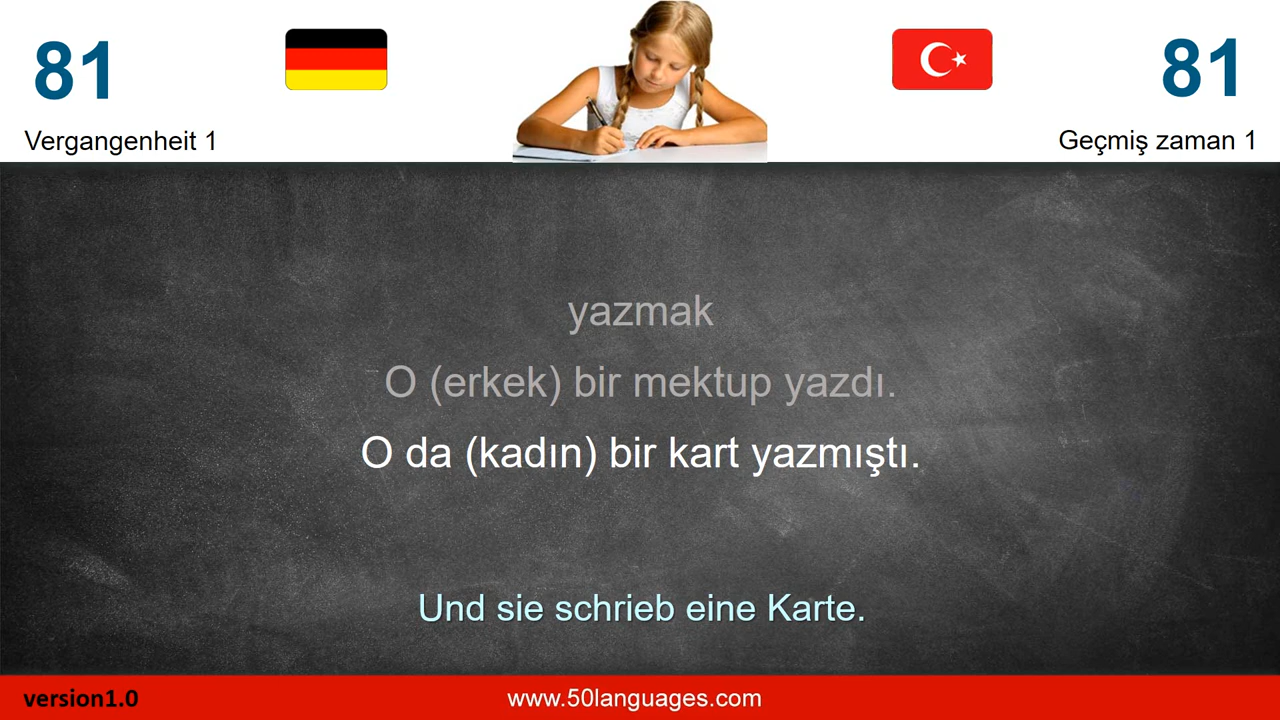 81
81
Vergangenheit 1
Geçmiş zaman 1
yazmak
O (erkek) bir mektup yazdı.
O da (kadın) bir kart yazmıştı.
Und sie schrieb eine Karte.
version1.0
www.50languages.com